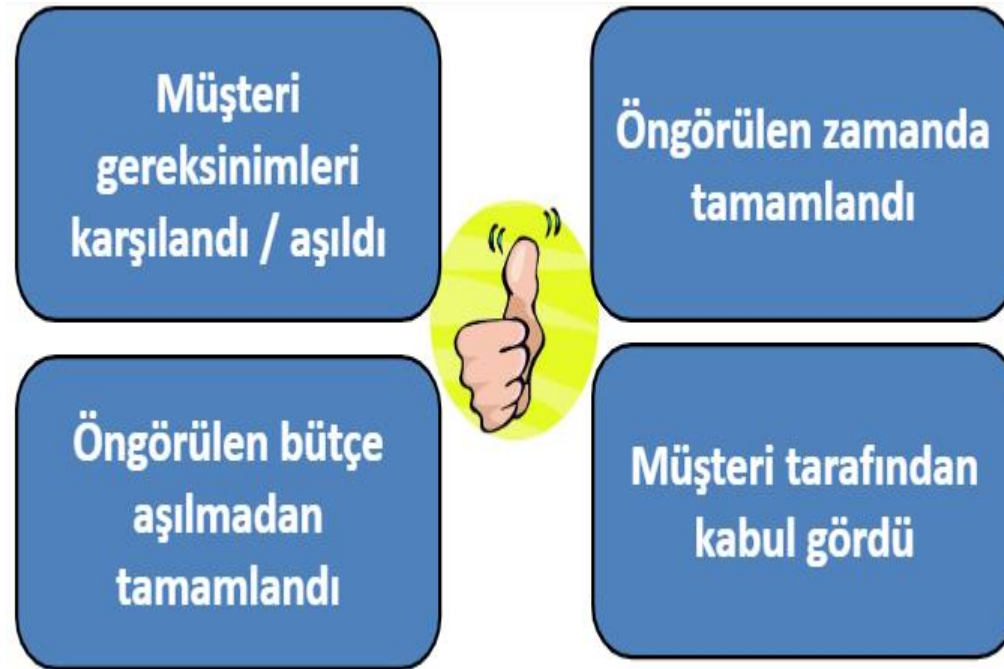 Müşteri
gereksinimleri
karşılandı / aşıldı
Öngörülen zamanda
tamamlandı
Öngörülen bütçe
aşılmadan
tamamlandı
Müşteri tarafından
kabul gördü